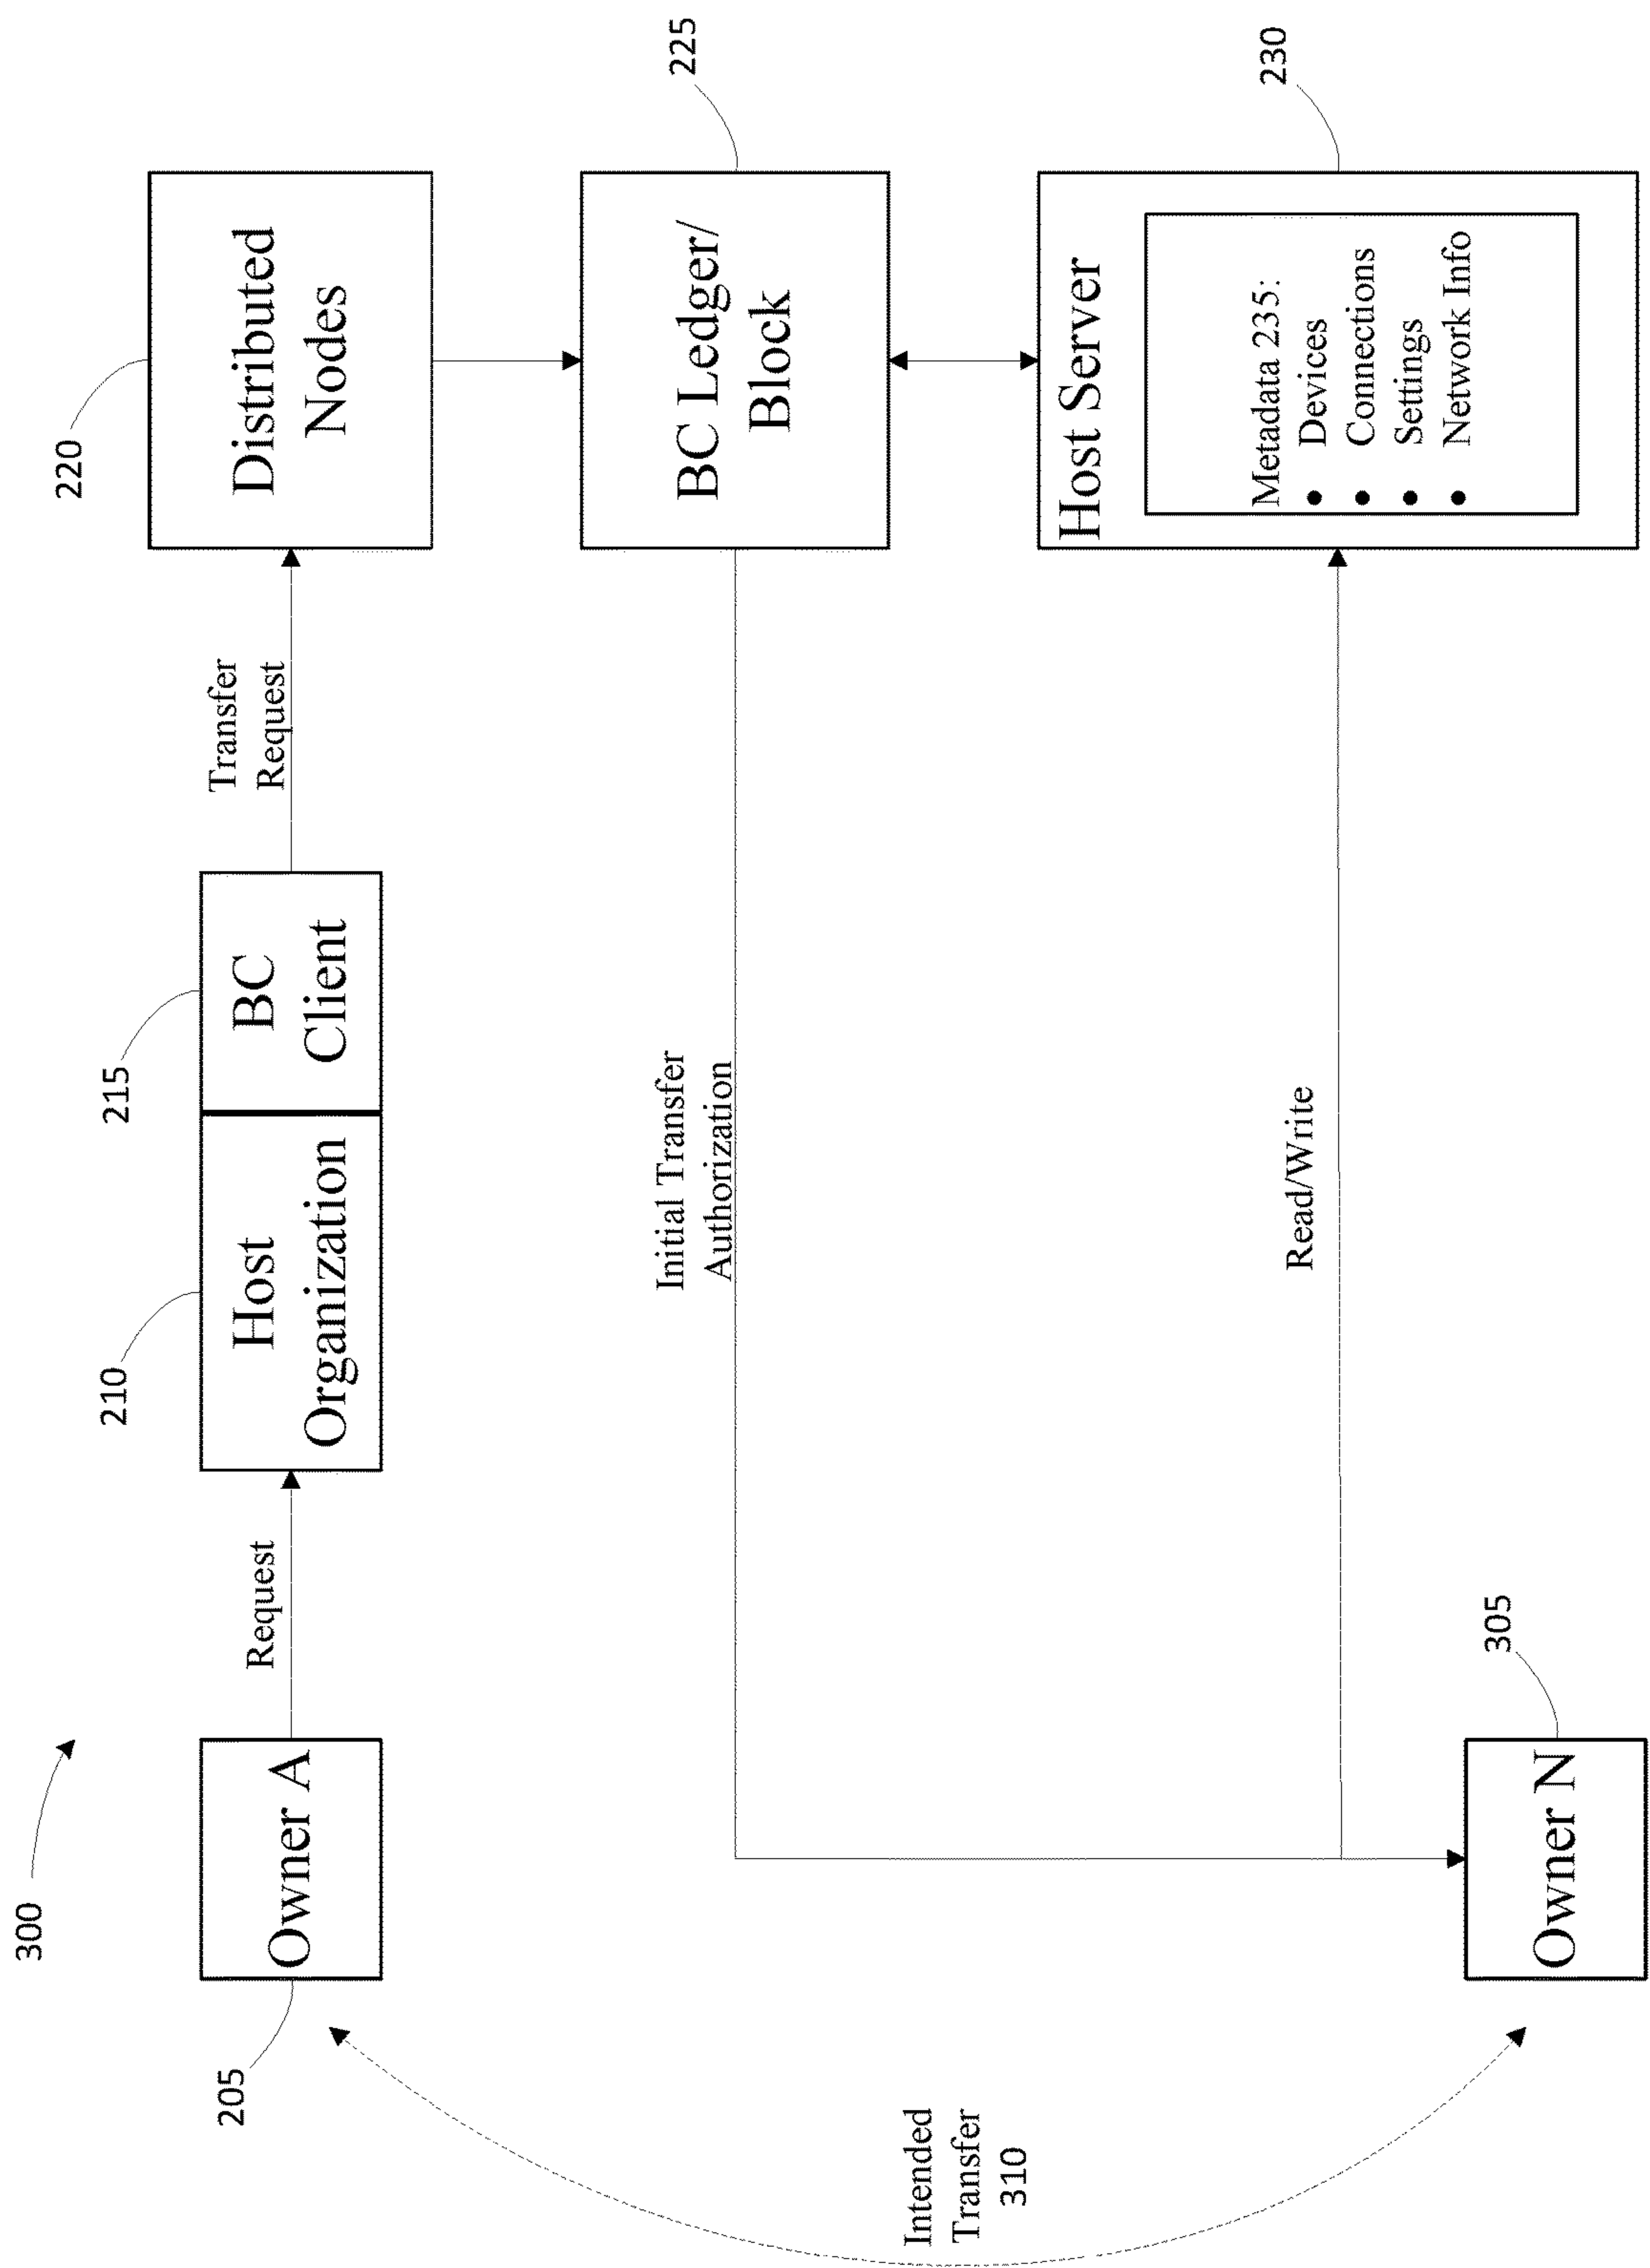 300
205
Owner A
Request
210
Host
Organization
215
BC
Client
Transfer
Request
220
Distributed
Nodes
225
BC Ledger/
Block
Initial Transfer
Authorization
230
Host Server
Metadata 235:
• Devices
• Connections
• Settings
• Network Info
Read/Write
305
Owner N
Intended
Transfer
310